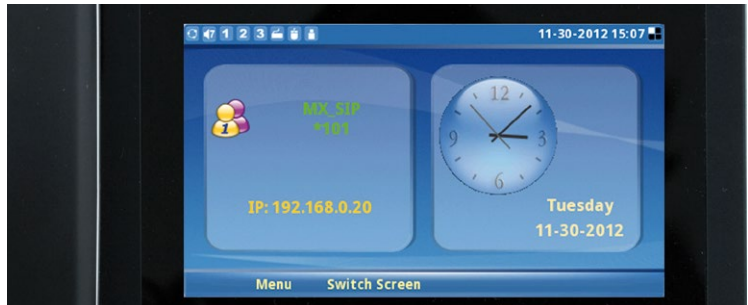 1 2 3 11-30-2012 15:07
1
MX_SIP
*101
IP: 192.168.0.20
12
9
3
6
Tuesday
11-30-2012
Menu Switch Screen